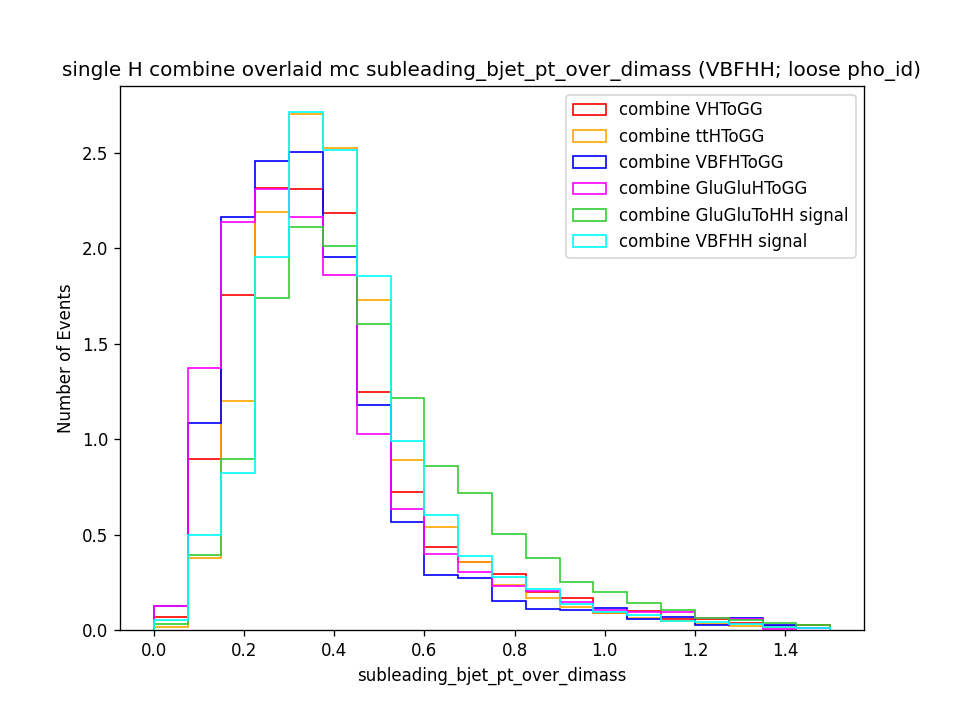 single H combine overlaid mc subleading_bjet_pt_over_dimass (VBFHH; loose pho_id)
combine VHToGG
combine ttHToGG
combine VBFHToGG
combine GluGluHToGG
combine GluGluToHH signal
combine VBFHH signal
Number of Events
2.5
2.0
1.5
1.0
0.5
0.0
0.0 0.2 0.4 0.6 0.8 1.0 1.2 1.4
subleading_bjet_pt_over_dimass